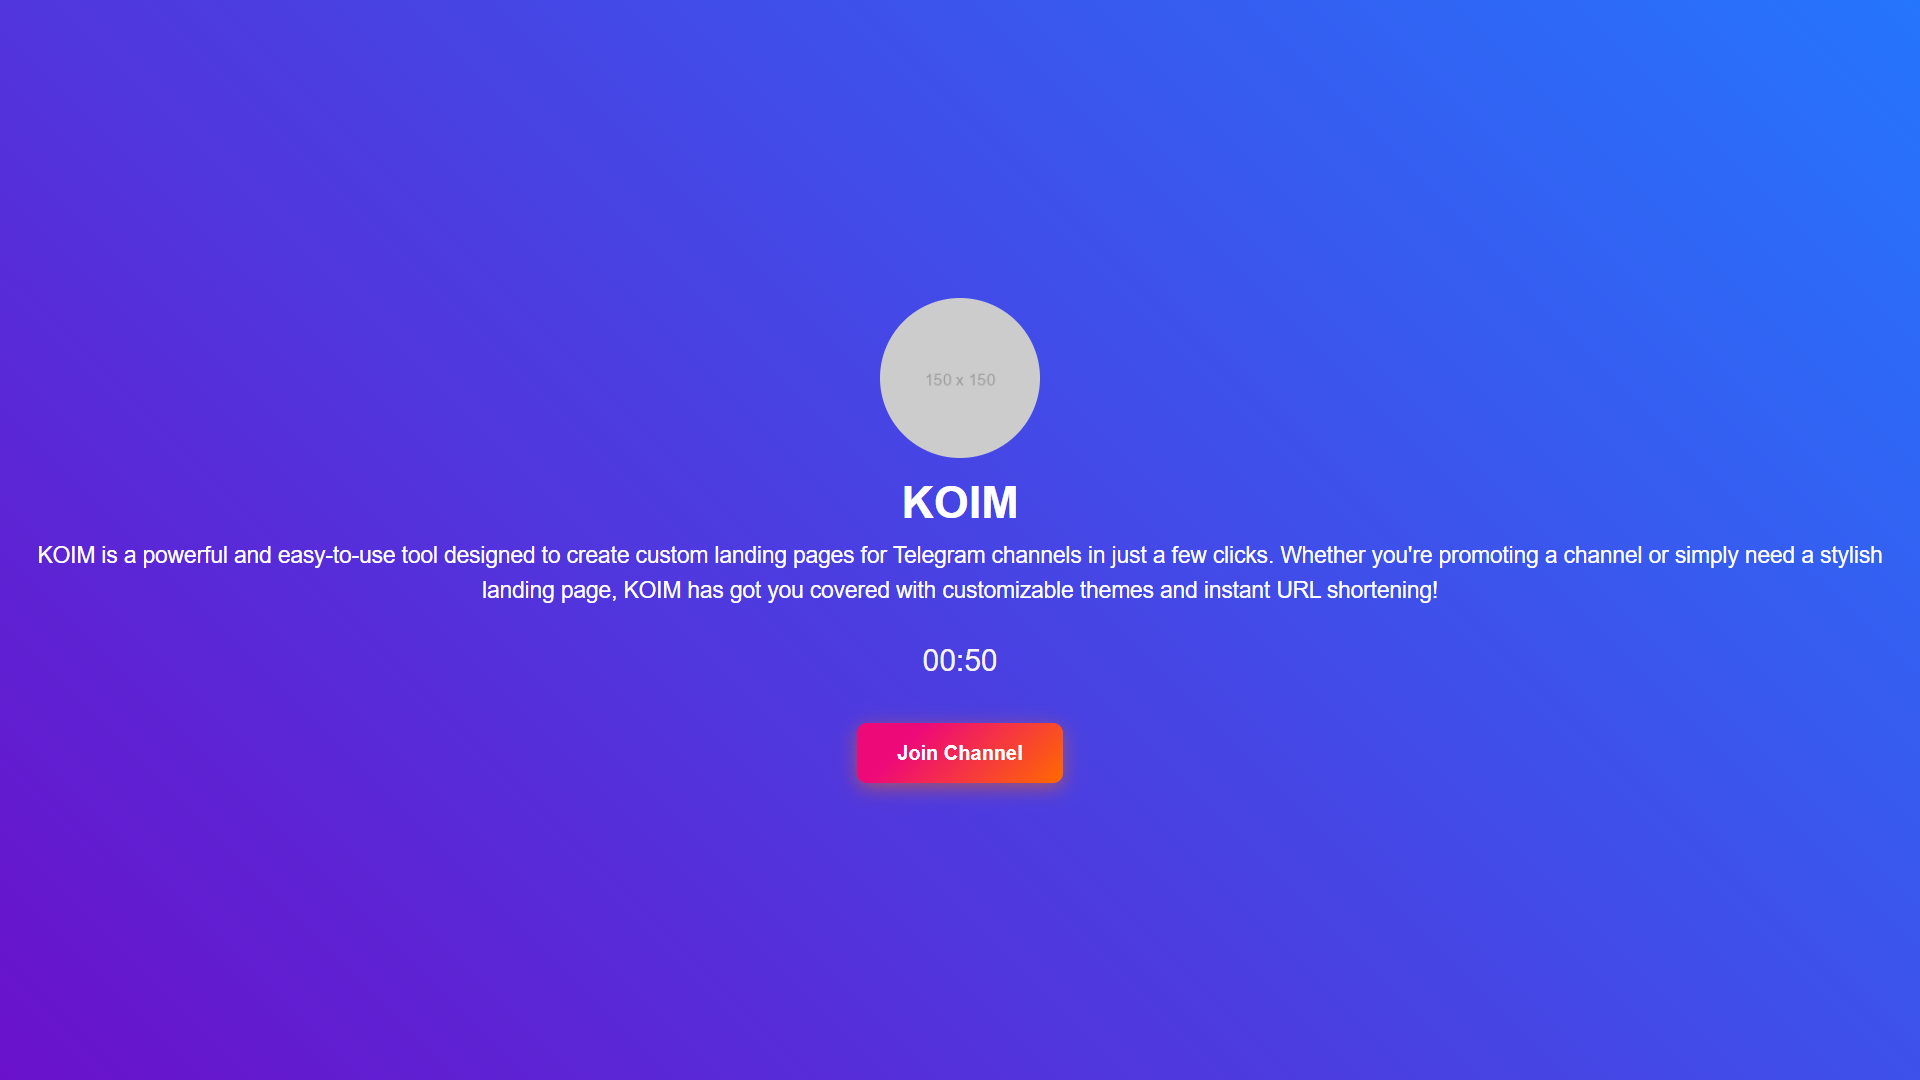 150 x 150
KOIM
KOIM is a powerful and easy-to-use tool designed to create custom landing pages for Telegram channels in just a few clicks. Whether you're promoting a channel or simply need a stylish
landing page, KOIM has got you covered with customizable themes and instant URL shortening!
00:50
Join Channel